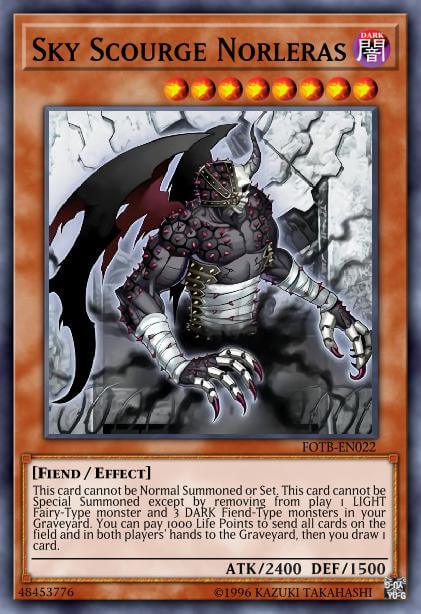 Sky Scourge Norleras
DARK
闇
FOTB-EN022
[Fiend / Effect]
This card cannot be Normal Summoned or Set. This card cannot be
Special Summoned except by removing from play 1 LIGHT
Fairy-Type monster and 3 DARK Fiend-Type monsters in your
Graveyard. You can pay 1000 Life Points to send all cards on the
field and in both players' hands to the Graveyard, then you draw 1
card.
ATK/2400 DEF/1500
48453776
©1996 KAZUKI TAKAHASHI